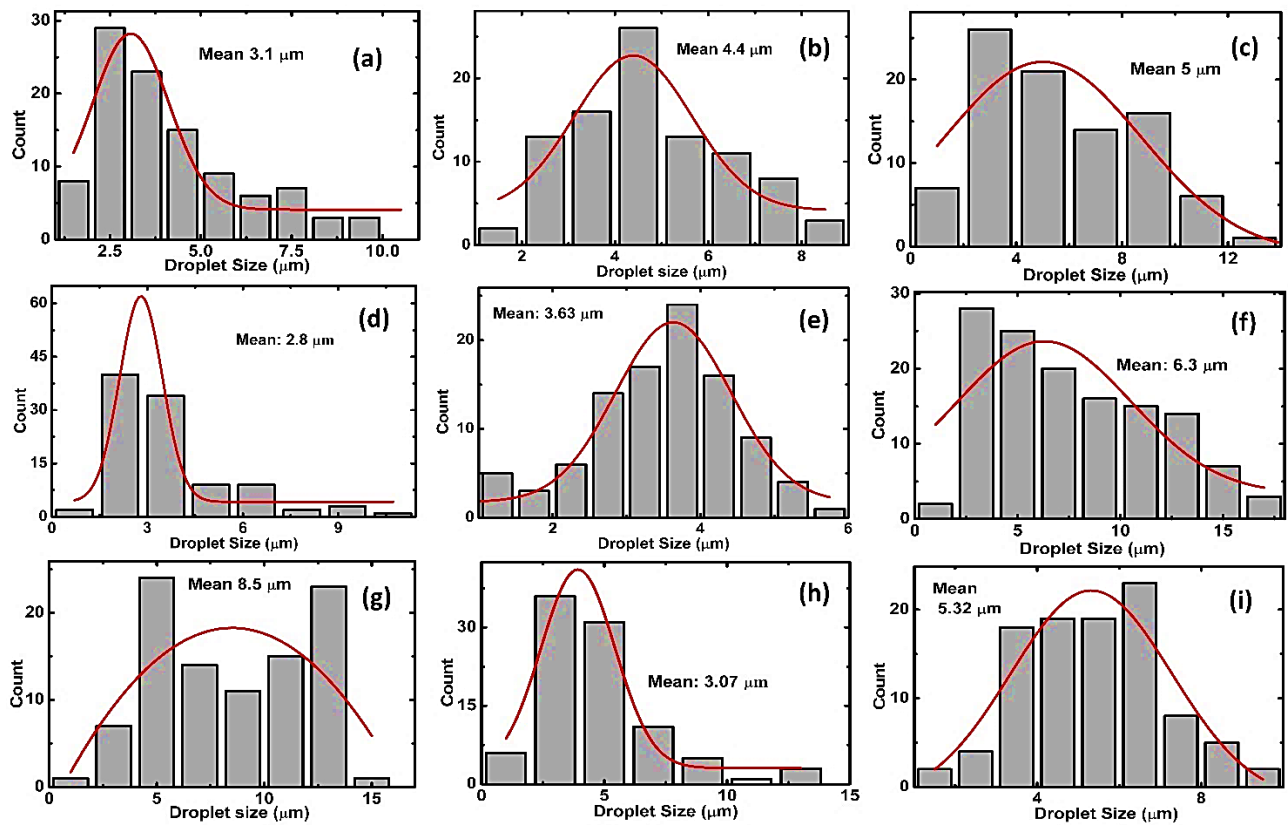 30
20
10
0
Count
Mean 3.1 μm
(a)
2.5 5.0 7.5 10.0
Droplet Size (μm)
20
10
0
Count
Mean 4.4 μm
(b)
2 4 6 8
Droplet size (μm)
20
10
0
Count
Mean 5 μm
(c)
0 4 8 12
Droplet Size (μm)
60
45
30
15
0
Count
Mean: 2.8 μm
(d)
0 3 6 9
Droplet Size (μm)
20
10
0
Count
Mean: 3.63 μm
(e)
2 4 6
Droplet Size (μm)
30
20
10
0
Count
Mean: 6.3 μm
(f)
0 5 10 15
Droplet Size (μm)
20
10
0
Count
Mean 8.5 μm
(g)
0 5 10 15
Droplet size (μm)
30
15
0
Count
Mean: 3.07 μm
(h)
0 5 10 15
Droplet Size (μm)
20
10
0
Count
Mean
5.32 μm
(i)
4 8
Droplet Size (μm)